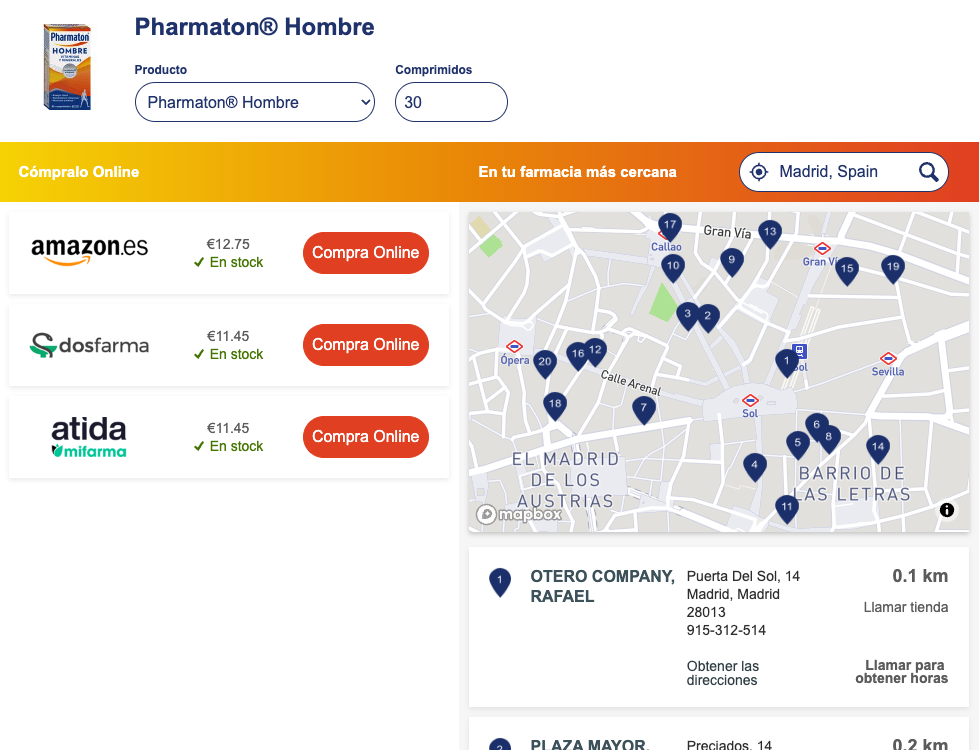 Pharmaton® Hombre
Pharmaton
HOMBRE
Producto
Comprimidos
Pharmaton® Hombre
30
Cómpralo Online
En tu farmacia más cercana
Madrid, Spain
amazon.es
€12.75
En stock
Compra Online
dosfarma
€11.45
En stock
Compra Online
atida
mifarma
€11.45
En stock
Compra Online
17
Gran Vía
13
Callao
Gran Ví
10
9
15
19
3
2
Ópera
20
16
12
1
ol
Sevilla
Calle Arenal
18
7
Sol
6
5
8
14
4
EL MADRID
DE LOS
AUSTRIAS
BARRIO DE
LAS LETRAS
11
mapbox
1
OTERO COMPANY,
RAFAEL
Puerta Del Sol, 14
Madrid, Madrid
28013
915-312-514
Obtener las
direcciones
0.1 km
Llamar tienda
Llamar para
obtener horas
2
PLAZA MAYOR,
Preciados, 14
0.2 km